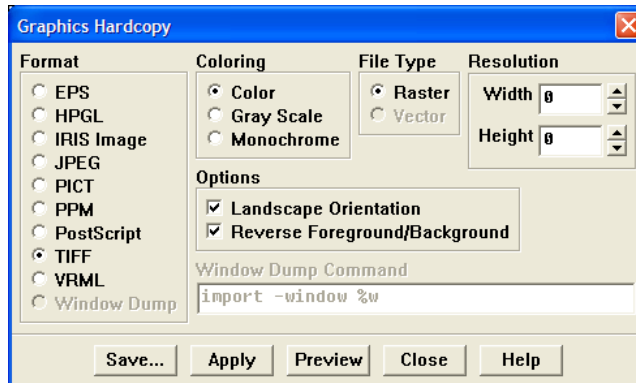 Graphics Hardcopy
Format
EPS
HPGL
IRIS Image
JPEG
PICT
PPM
PostScript
TIFF
VRML
Window Dump
Coloring
Color
Gray Scale
Monochrome
File Type
Raster
Vector
Resolution
Width 0
Height 0
Options
Landscape Orientation
Reverse Foreground/Background
Window Dump Command
import -window %w
Save... Apply Preview Close Help